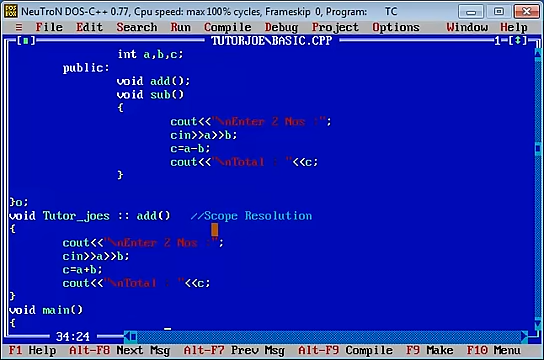 NeuTroN DOS-C++ 0.77, Cpu speed: max 100% cycles, Frameskip 0, Program: TC
≡ File Edit Search Run Compile Debug Project Options Window Help
[■] TUTORJOE\BASIC.CPP 1=[↕]
int a,b,c;
public:
void add();
void sub()
{
cout<<"\nEnter 2 Nos :";
cin>>a>>b;
c=a-b;
cout<<"\nTotal : "<<c;
}
}o;
void Tutor_joes :: add() //Scope Resolution
{
cout<<"\nEnter 2 Nos :";
cin>>a>>b;
c=a+b;
cout<<"\nTotal : "<<c;
}
void main()
{
34:24
F1 Help Alt-F8 Next Msg Alt-F7 Prev Msg Alt-F9 Compile F9 Make F10 Menu